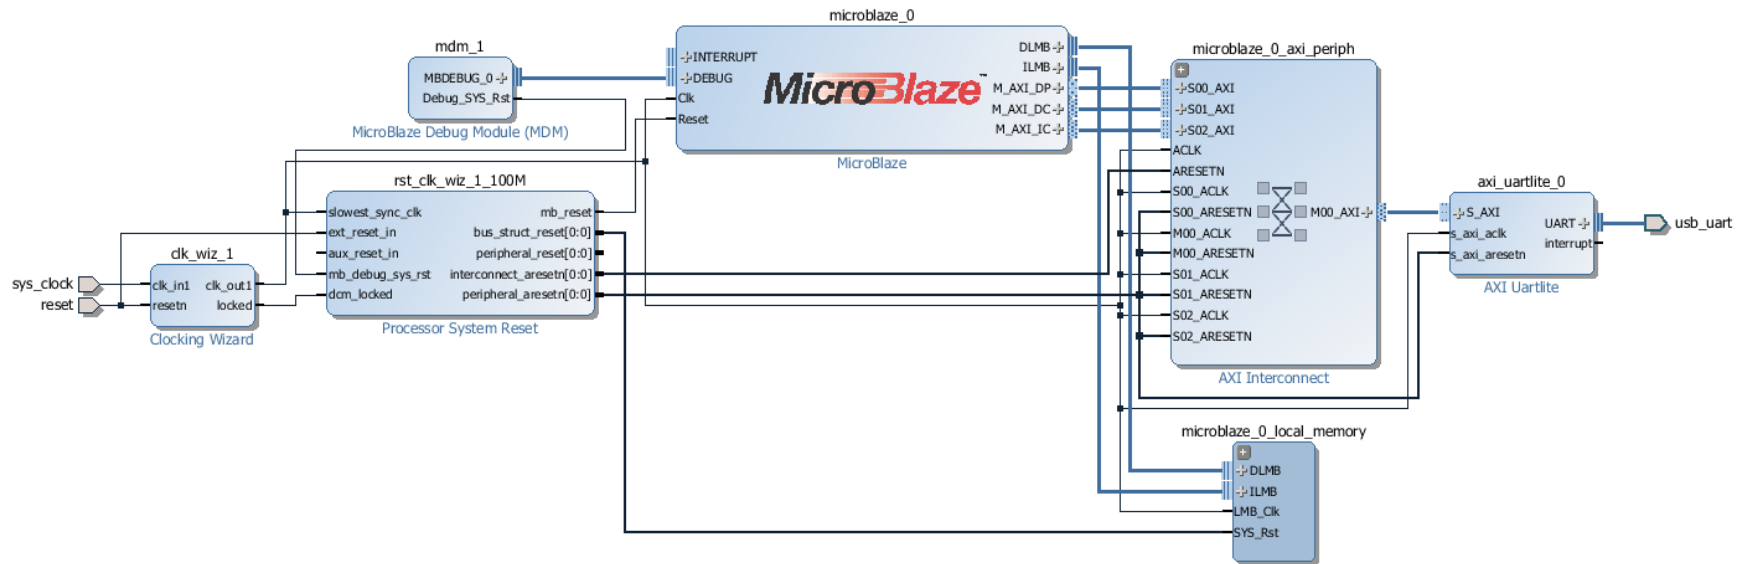 microblaze_0
mdm_1
MBDEBUG_0
Debug_SYS_Rst
MicroBlaze Debug Module (MDM)
INTERRUPT
DEBUG
Clk
Reset
MicroBlaze™
DLMB
ILMB
M_AXI_DP
M_AXI_DC
M_AXI_IC
MicroBlaze
microblaze_0_axi_periph
S00_AXI
S01_AXI
S02_AXI
ACLK
ARESETN
S00_ACLK
S00_ARESETN
M00_ACLK
M00_ARESETN
S01_ACLK
S01_ARESETN
S02_ACLK
S02_ARESETN
M00_AXI
AXI Interconnect
axi_uartlite_0
S_AXI
s_axi_aclk
s_axi_aresetn
UART
interrupt
AXI Uartlite
usb_uart
rst_clk_wiz_1_100M
slowest_sync_clk
ext_reset_in
aux_reset_in
mb_debug_sys_rst
dcm_locked
mb_reset
bus_struct_reset[0:0]
peripheral_reset[0:0]
interconnect_aresetn[0:0]
peripheral_aresetn[0:0]
Processor System Reset
sys_clock
reset
clk_wiz_1
clk_in1
resetn
clk_out1
locked
Clocking Wizard
microblaze_0_local_memory
DLMB
ILMB
LMB_Clk
SYS_Rst